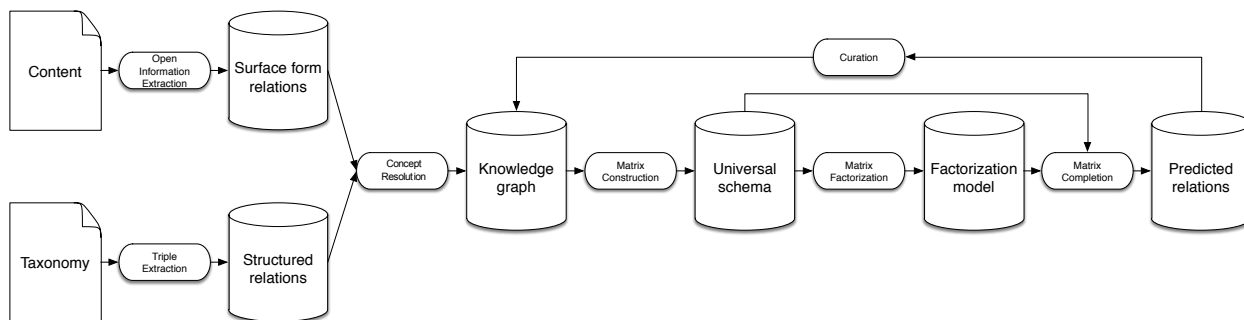 Content
Open
Information
Extraction
Surface form
relations
Taxonomy
Triple
Extraction
Structured
relations
Concept
Resolution
Knowledge
graph
Matrix
Construction
Universal
schema
Matrix
Factorization
Factorization
model
Matrix
Completion
Predicted
relations
Curation